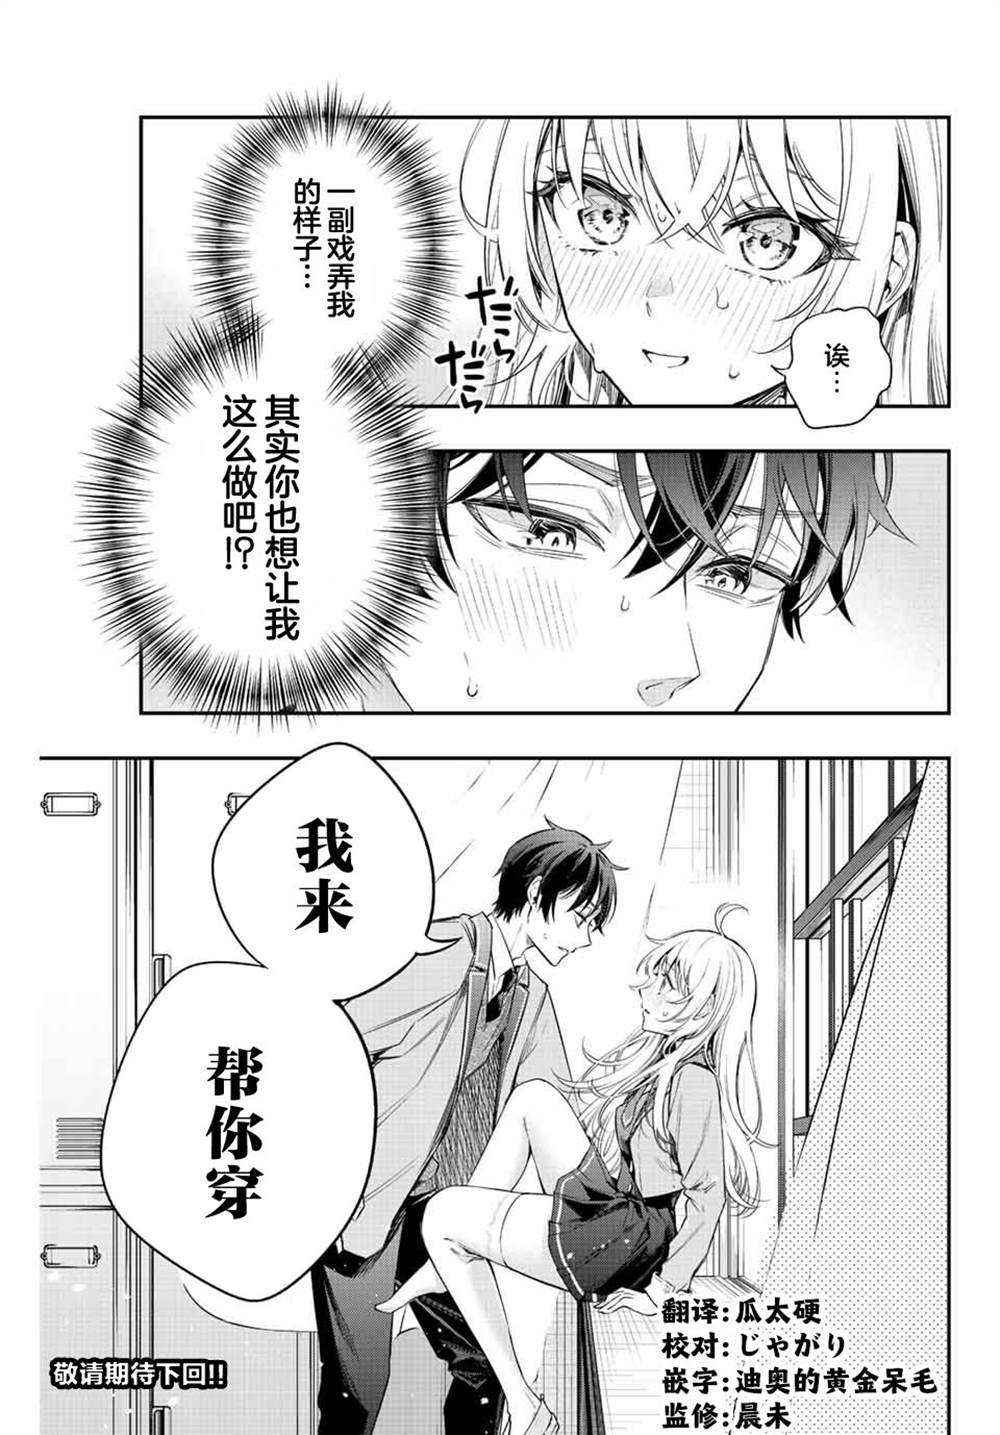 诶…
だら
だら
一副戏弄我
的样子…
其实你也想让我
这么做吧!?
我来
帮你穿
敬请期待下回!!
翻译:瓜太硬
校对:じゃがり
嵌字:迪奥的黄金呆毛
监修:晨未